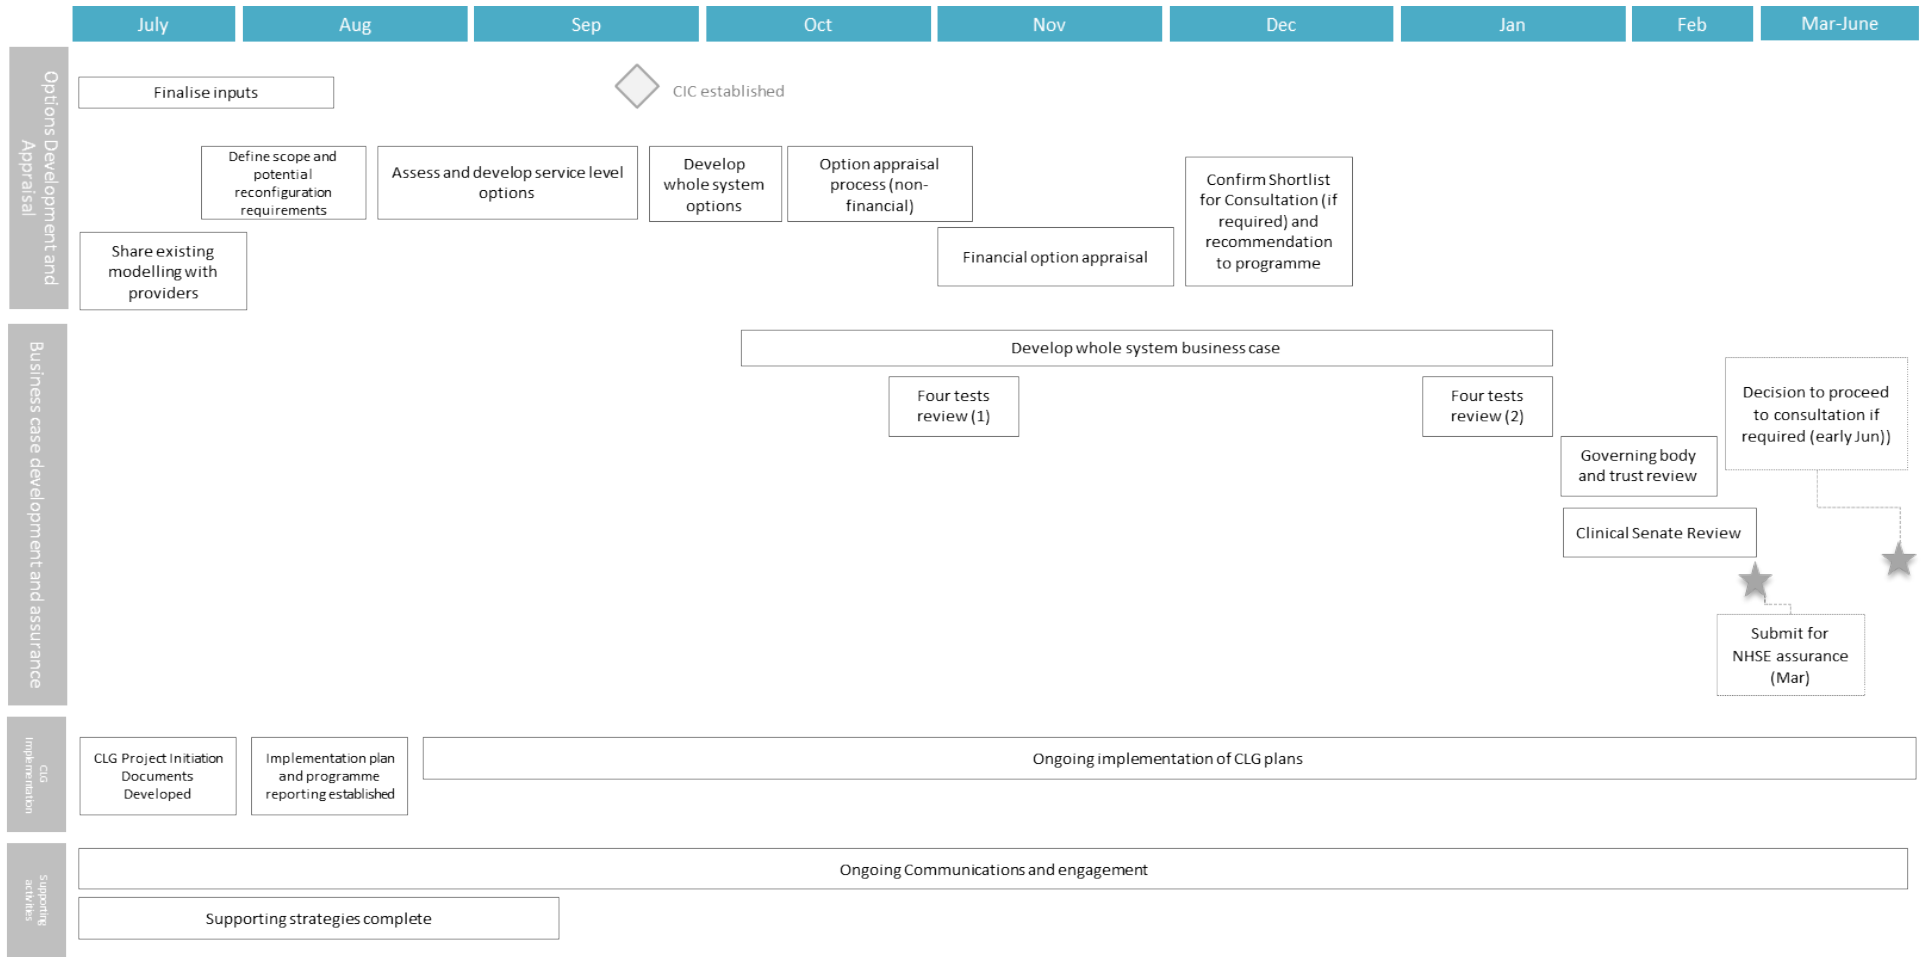 July
Aug
Sep
Oct
Nov
Dec
Jan
Feb
Mar-June
Options Development and
Appraisal
Finalise inputs
CIC established
Define scope and
potential
reconfiguration
requirements
Assess and develop service level
options
Develop
whole system
options
Option appraisal
process (non-
financial)
Confirm Shortlist
for Consultation (if
required) and
recommendation
to programme
Share existing
modelling with
providers
Financial option appraisal
Business case development and assurance
Develop whole system business case
Four tests
review (1)
Four tests
review (2)
Decision to proceed
to consultation if
required (early Jun))
Governing body
and trust review
Clinical Senate Review
Submit for
NHSE assurance
(Mar)
CLG
Implementation
CLG Project Initiation
Documents
Developed
Implementation plan
and programme
reporting established
Ongoing implementation of CLG plans
Supporting
activities
Ongoing Communications and engagement
Supporting strategies complete